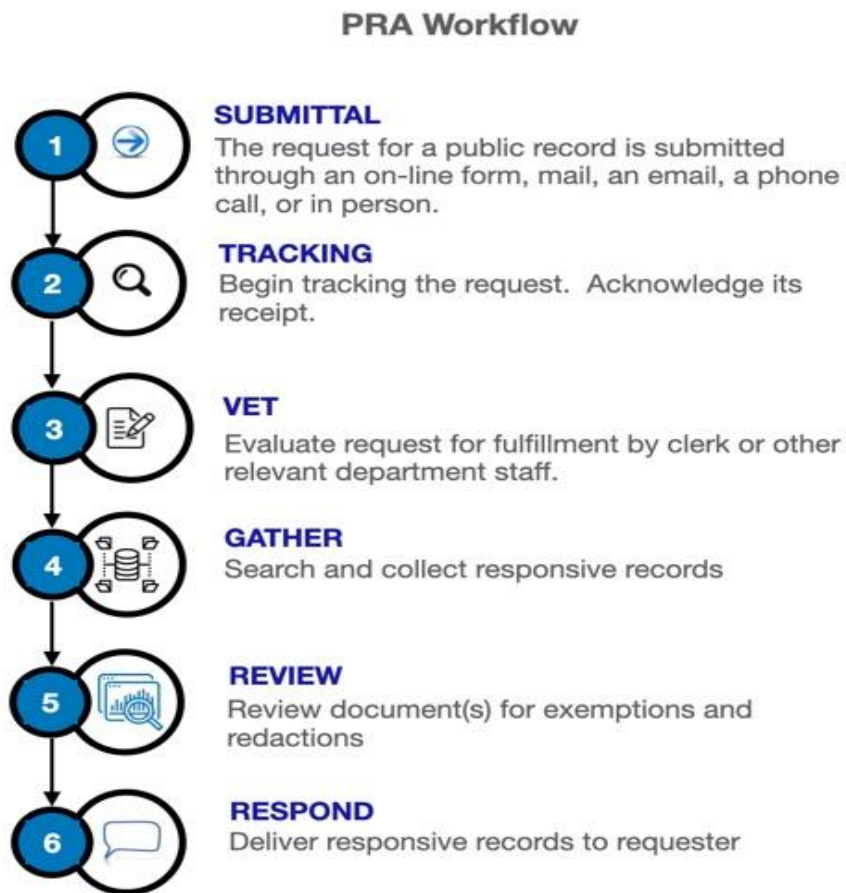 PRA Workflow
1
SUBMITTAL
The request for a public record is submitted
through an on-line form, mail, an email, a phone
call, or in person.
2
TRACKING
Begin tracking the request.  Acknowledge its
receipt.
3
VET
Evaluate request for fulfillment by clerk or other
relevant department staff.
4
GATHER
Search and collect responsive records
5
REVIEW
Review document(s) for exemptions and
redactions
6
RESPOND
Deliver responsive records to requester